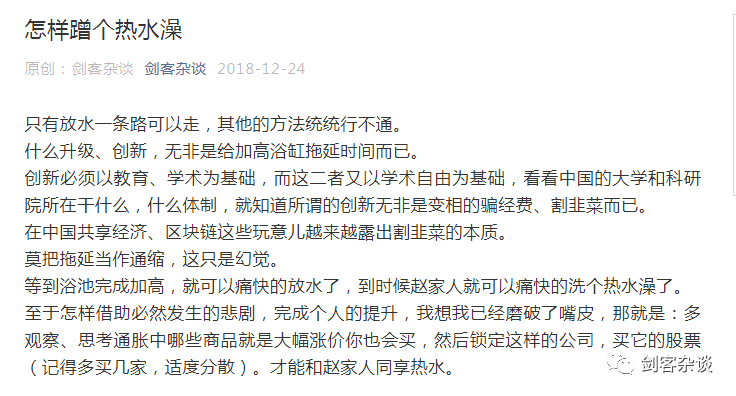 怎样蹭个热水澡
原创：剑客杂谈 剑客杂谈 2018-12-24
只有放水一条路可以走，其他的方法统统行不通。
什么升级、创新，无非是给加高浴缸拖延时间而已。
创新必须以教育、学术为基础，而这二者又以学术自由为基础，看看中国的大学和科研
院所在干什么，什么体制，就知道所谓的创新无非是变相的骗经费、割韭菜而已。
在中国共享经济、区块链这些玩意儿越来越露出割韭菜的本质。
莫把拖延当作通缩，这只是幻觉。
等到浴池完成加高，就可以痛快的放水了，到时候赵家人就可以痛快的洗个热水澡了。
至于怎样借助必然发生的悲剧，完成个人的提升，我想我已经磨破了嘴皮，那就是：多
观察、思考通胀中哪些商品就是大幅涨价你也会买，然后锁定这样的公司，买它的股票
（记得多买几家，适度分散）。才能和赵家人同享热水。
剑客杂谈